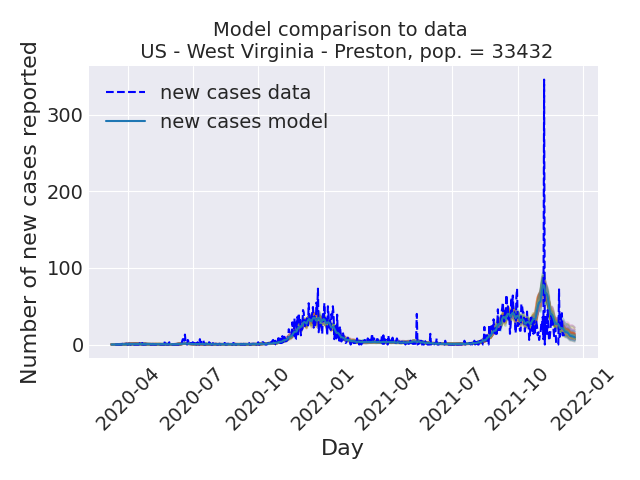 Model comparison to data
US - West Virginia - Preston, pop. = 33432
Number of new cases reported
300
200
100
0
new cases data
new cases model
2020-04
2020-07
2020-10
2021-01
2021-04
2021-07
2021-10
2022-01
Day